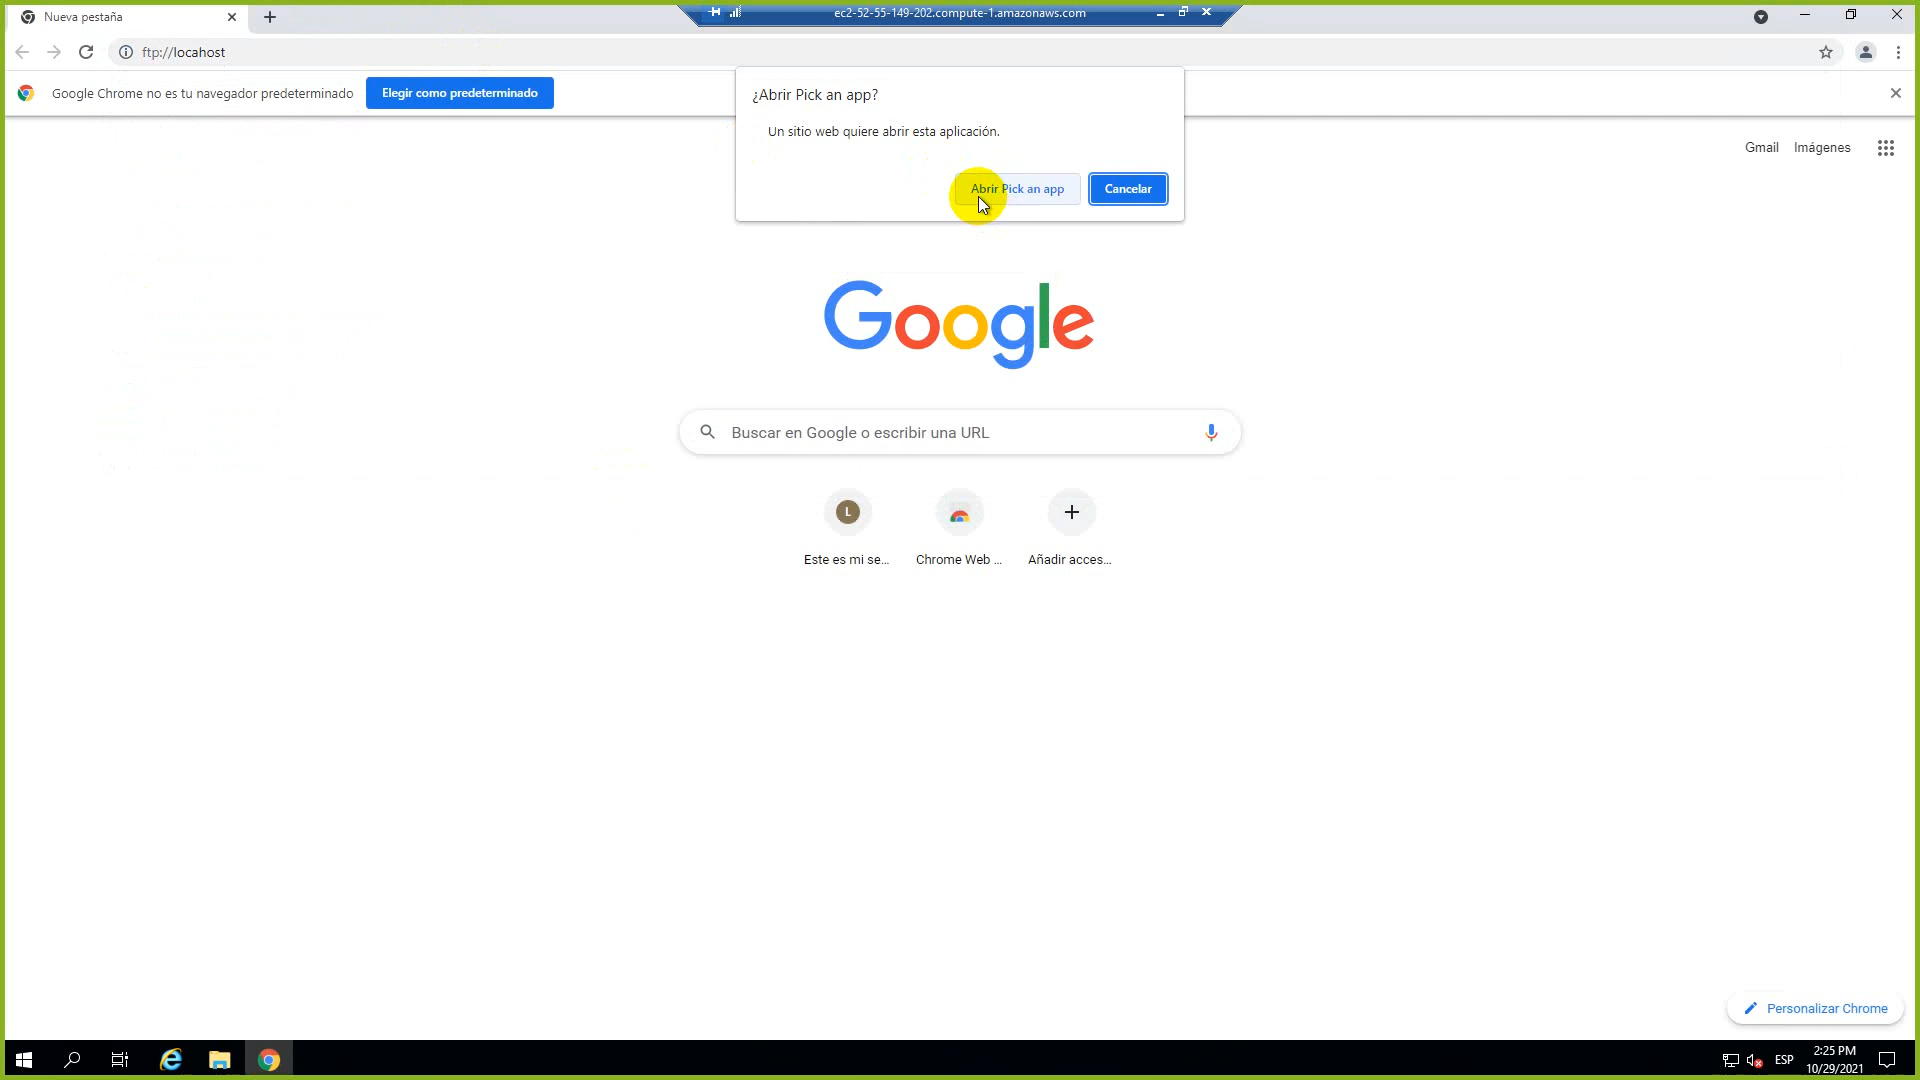 Nueva pestaña
ec2-52-55-149-202.compute-1.amazonaws.com
ftp://locahost
Google Chrome no es tu navegador predeterminado
Elegir como predeterminado
¿Abrir Pick an app?
Un sitio web quiere abrir esta aplicación.
Abrir Pick an app
Cancelar
Gmail
Imágenes
Google
Buscar en Google o escribir una URL
L
Este es mi se...
Chrome Web ...
Añadir acces...
Personalizar Chrome
ESP
2:25 PM
10/29/2021